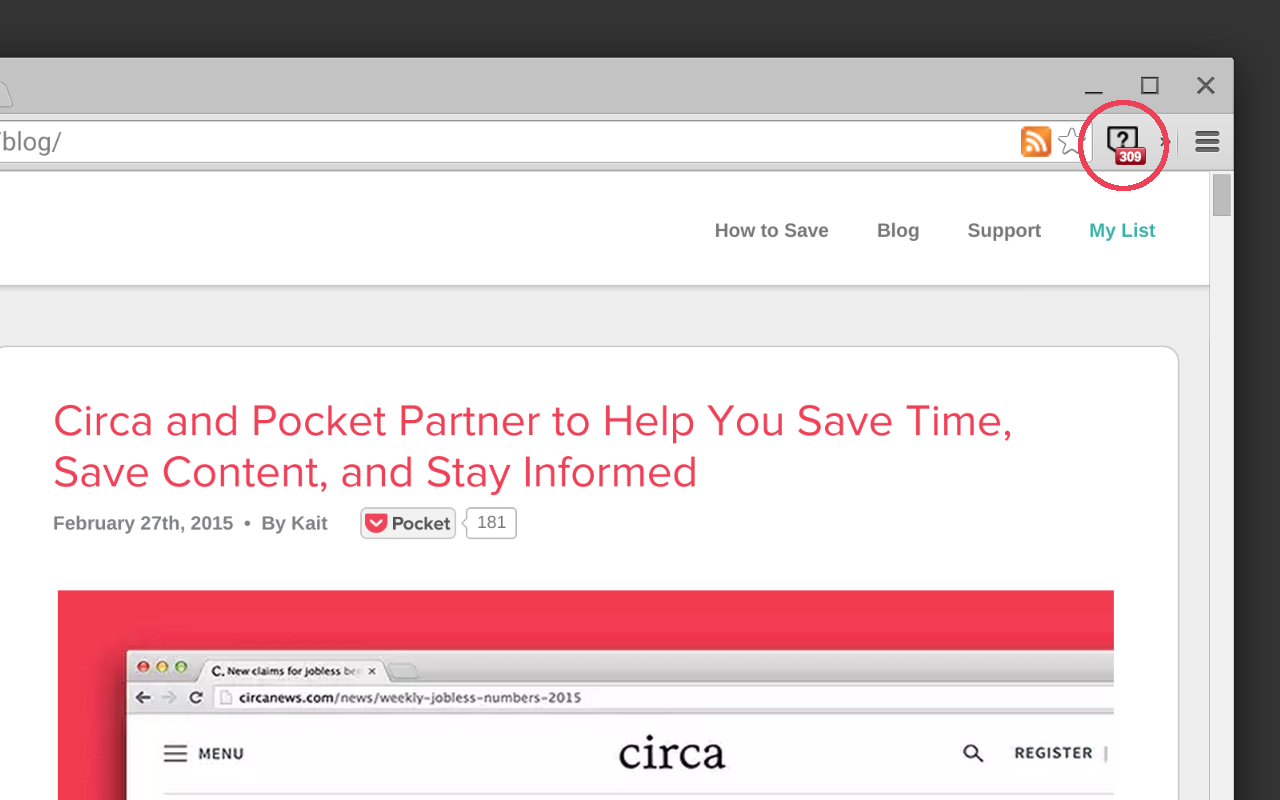 /blog/
?
309
How to Save Blog Support My List
Circa and Pocket Partner to Help You Save Time,
Save Content, and Stay Informed
February 27th, 2015 • By Kait Pocket 181
C. New claims for jobless
circanews.com/news/weekly-jobless-numbers-2015
MENU circa REGISTER |